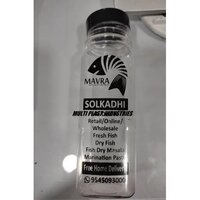 MAVRA
SOLKADHI
MULTI PLAST INDUSTRIES
Retail/Online/
Wholesale
Fresh Fish
Dry Fish
Fish Dry Masala
Marination Paste
Free Home Delivery
9545093000